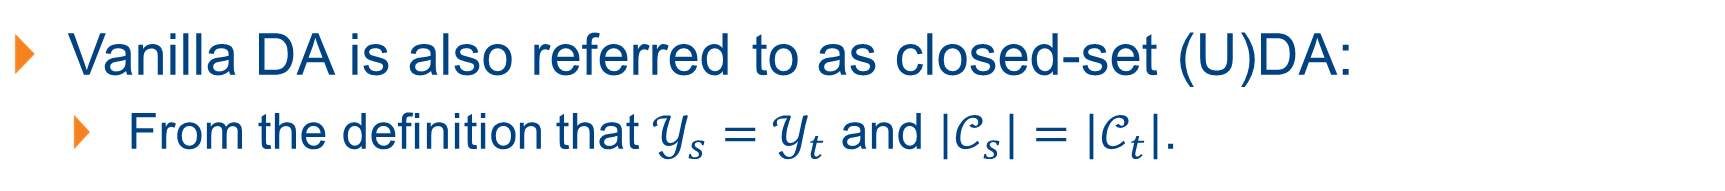 Vanilla DA is also referred to as closed-set (U)DA:
From the definition that 𝒴ₛ = 𝒴ₜ and |𝒞ₛ| = |𝒞ₜ|.